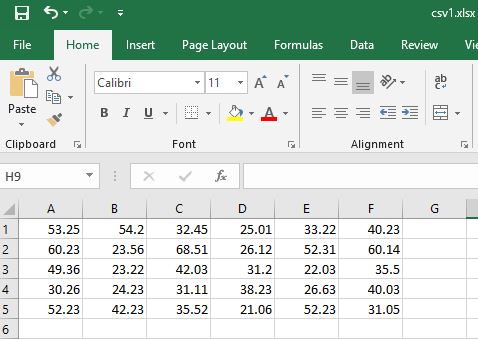 csv1.xlsx
File Home Insert Page Layout Formulas Data Review
Calibri 11 A A ab
Paste B I U A
Clipboard Font Alignment
H9 fx
A B C D E F G
1 53.25 54.2 32.45 25.01 33.22 40.23
2 60.23 23.56 68.51 26.12 52.31 60.14
3 49.36 23.22 42.03 31.2 22.03 35.5
4 30.26 24.23 31.11 38.23 26.63 40.03
5 52.23 42.23 35.52 21.06 52.23 31.05
6